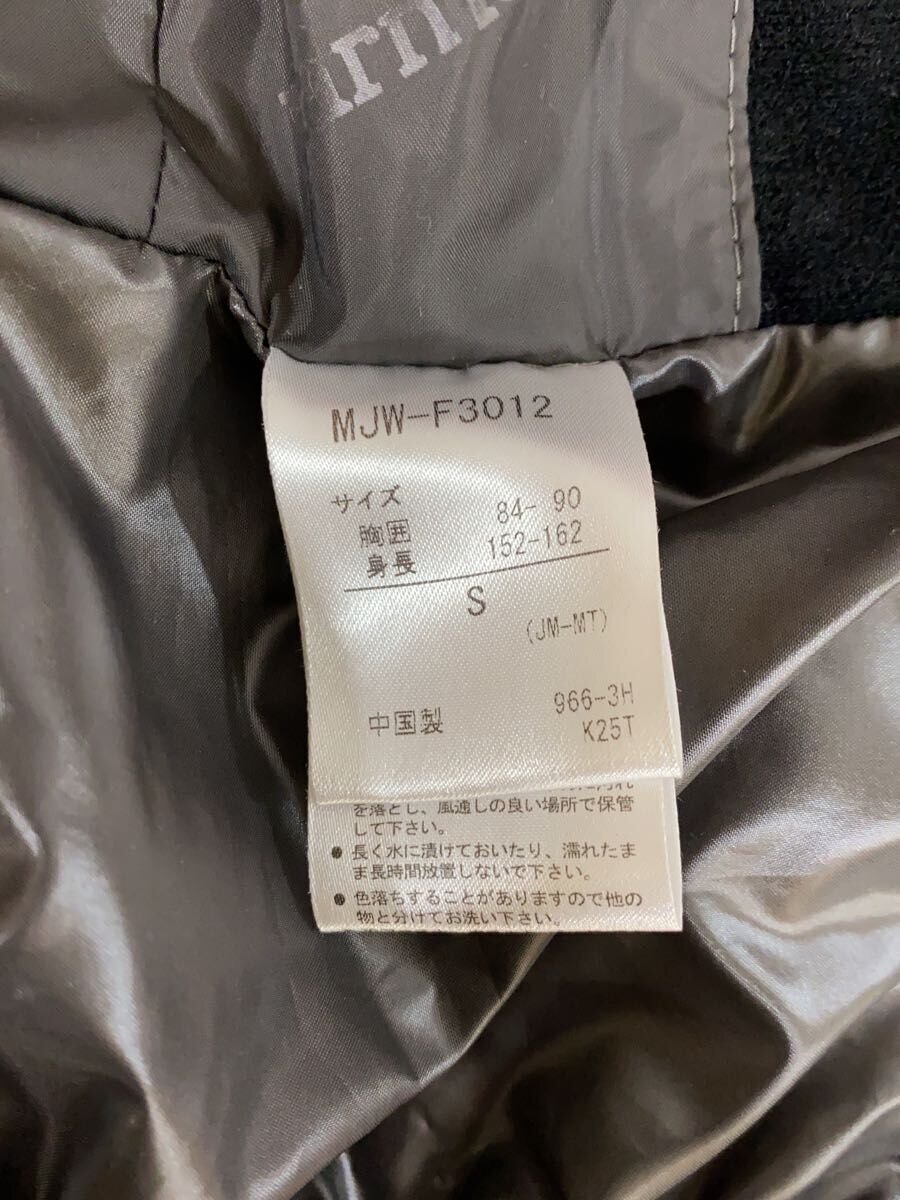 MJW-F3012
サイズ
胸囲 84- 90
身長 152-162
S
(JM-MT)
966-3H
中国製 K25T
を落とし、風通しの良い場所で保管
して下さい。
● 長く水に漬けておいたり、濡れたま
ま長時間放置しないで下さい。
● 色落ちすることがありますので他の
物と分けてお洗い下さい。